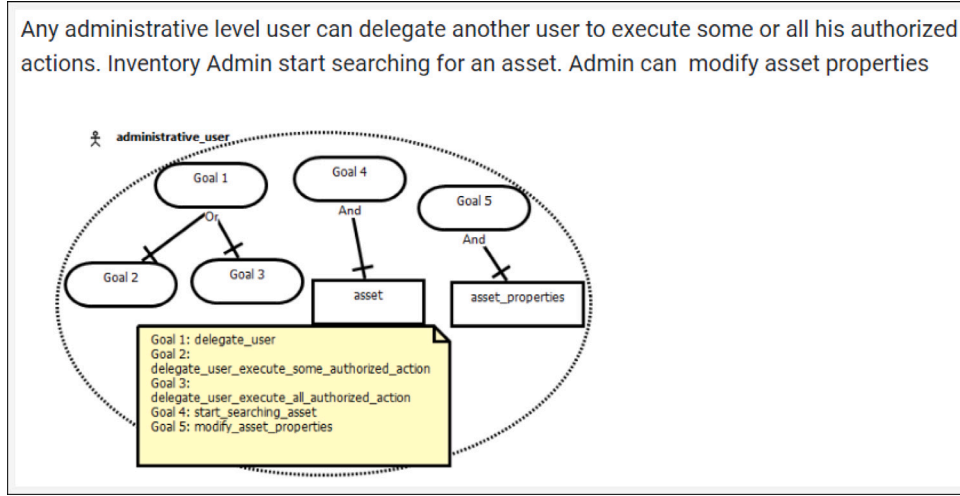 Any administrative level user can delegate another user to execute some or all his authorized
actions. Inventory Admin start searching for an asset. Admin can  modify asset properties
administrative_user
Goal 1
Goal 4
Goal 5
Or
And
And
Goal 2
Goal 3
asset
asset_properties
Goal 1: delegate_user
Goal 2:
delegate_user_execute_some_authorized_action
Goal 3:
delegate_user_execute_all_authorized_action
Goal 4: start_searching_asset
Goal 5: modify_asset_properties